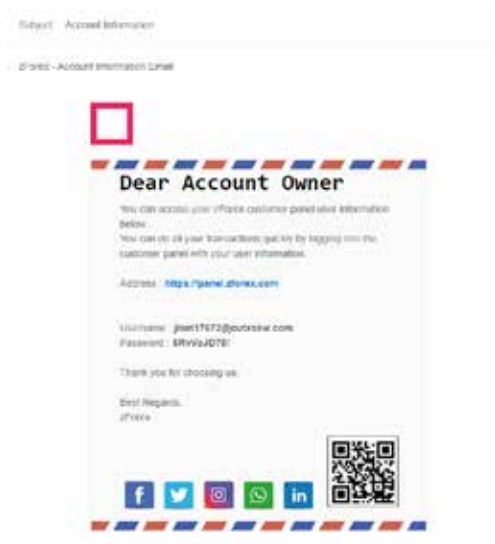 Subject: Account Information
zForex - Account Information Email
Dear Account Owner
You can access your zForex customer panel user information
below.
You can do all your transactions quickly by logging into the
customer panel with your user information.
Address : https://panel.zforex.com
Username :
Password :
Thank you for choosing us.
Best Regards,
zForex
f
in